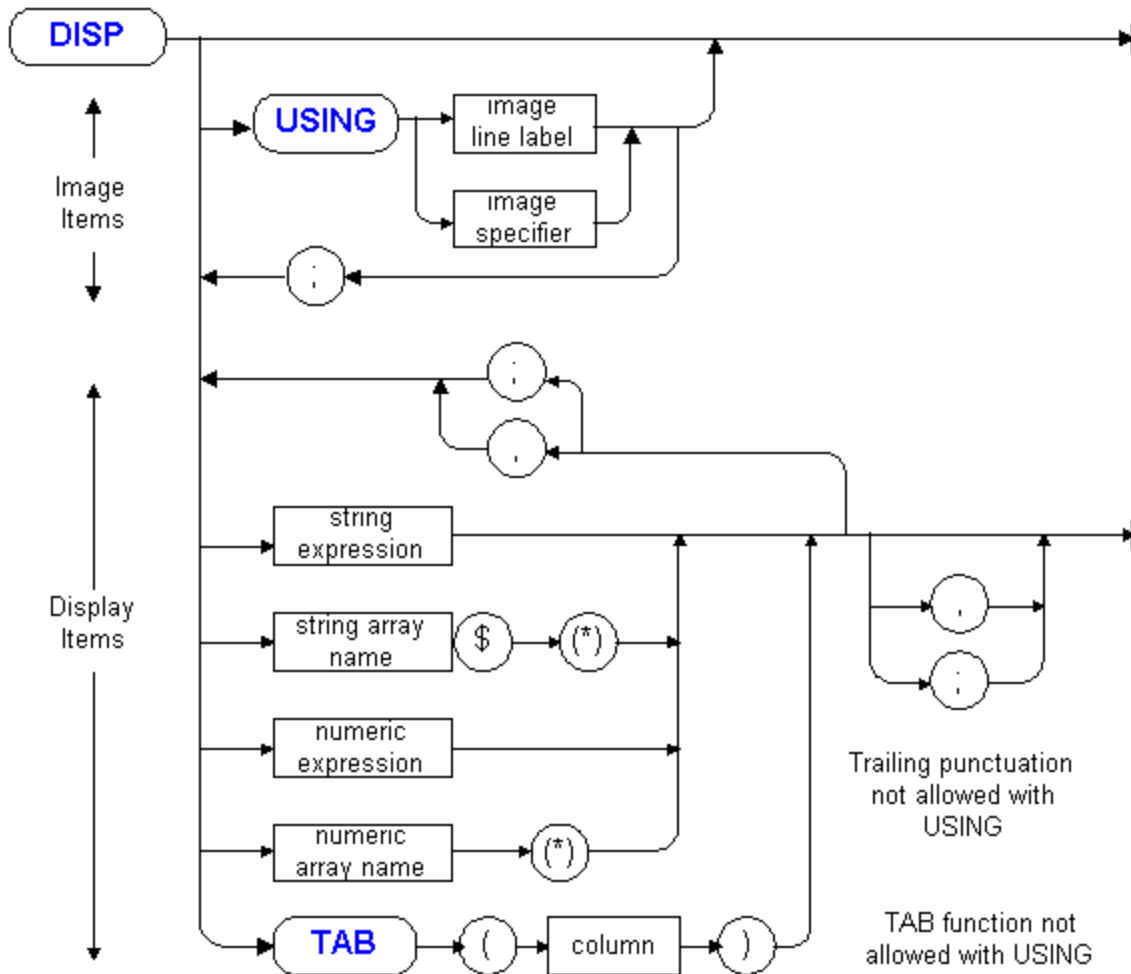 DISP
USING
image
line label
Image
Items
image
specifier
;
;
,
string
expression
Display
Items
string array
name
$
(*)
,
;
numeric
expression
Trailing punctuation
not allowed with
USING
numeric
array name
(*)
TAB
(
column
)
TAB function not
allowed with USING